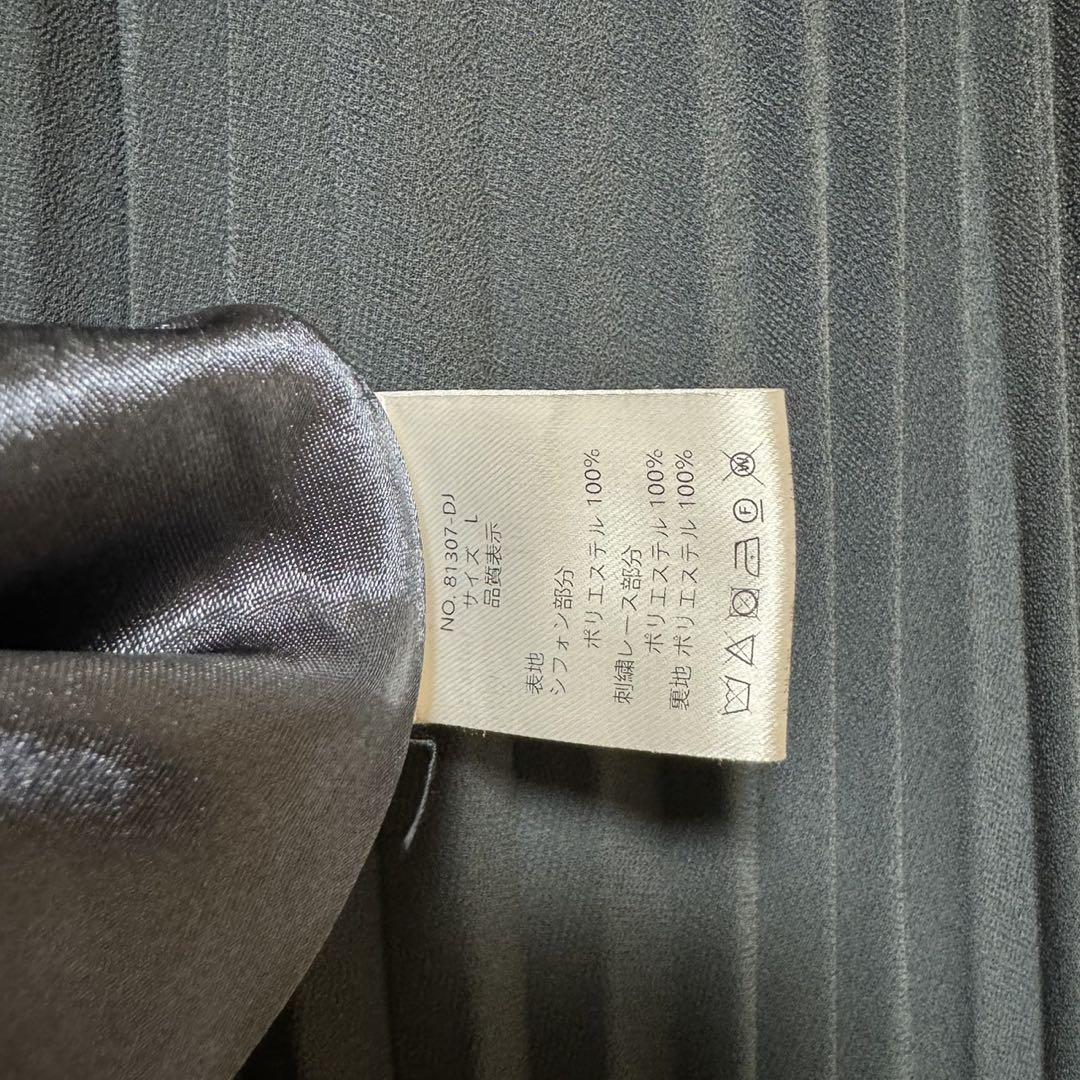 NO. 81307-DJ
サイズ L
品質表示
表地
シフォン部分
ポリエステル 100%
刺繍レース部分
ポリエステル 100%
裏地 ポリエステル 100%
F W